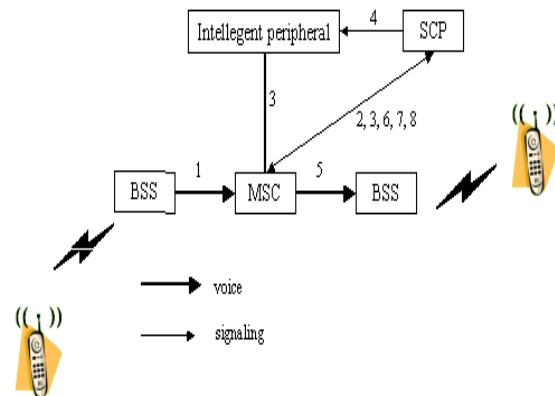 Intellegent peripheral
4
SCP
3
2, 3, 6, 7, 8
BSS
1
MSC
5
BSS
voice
signaling